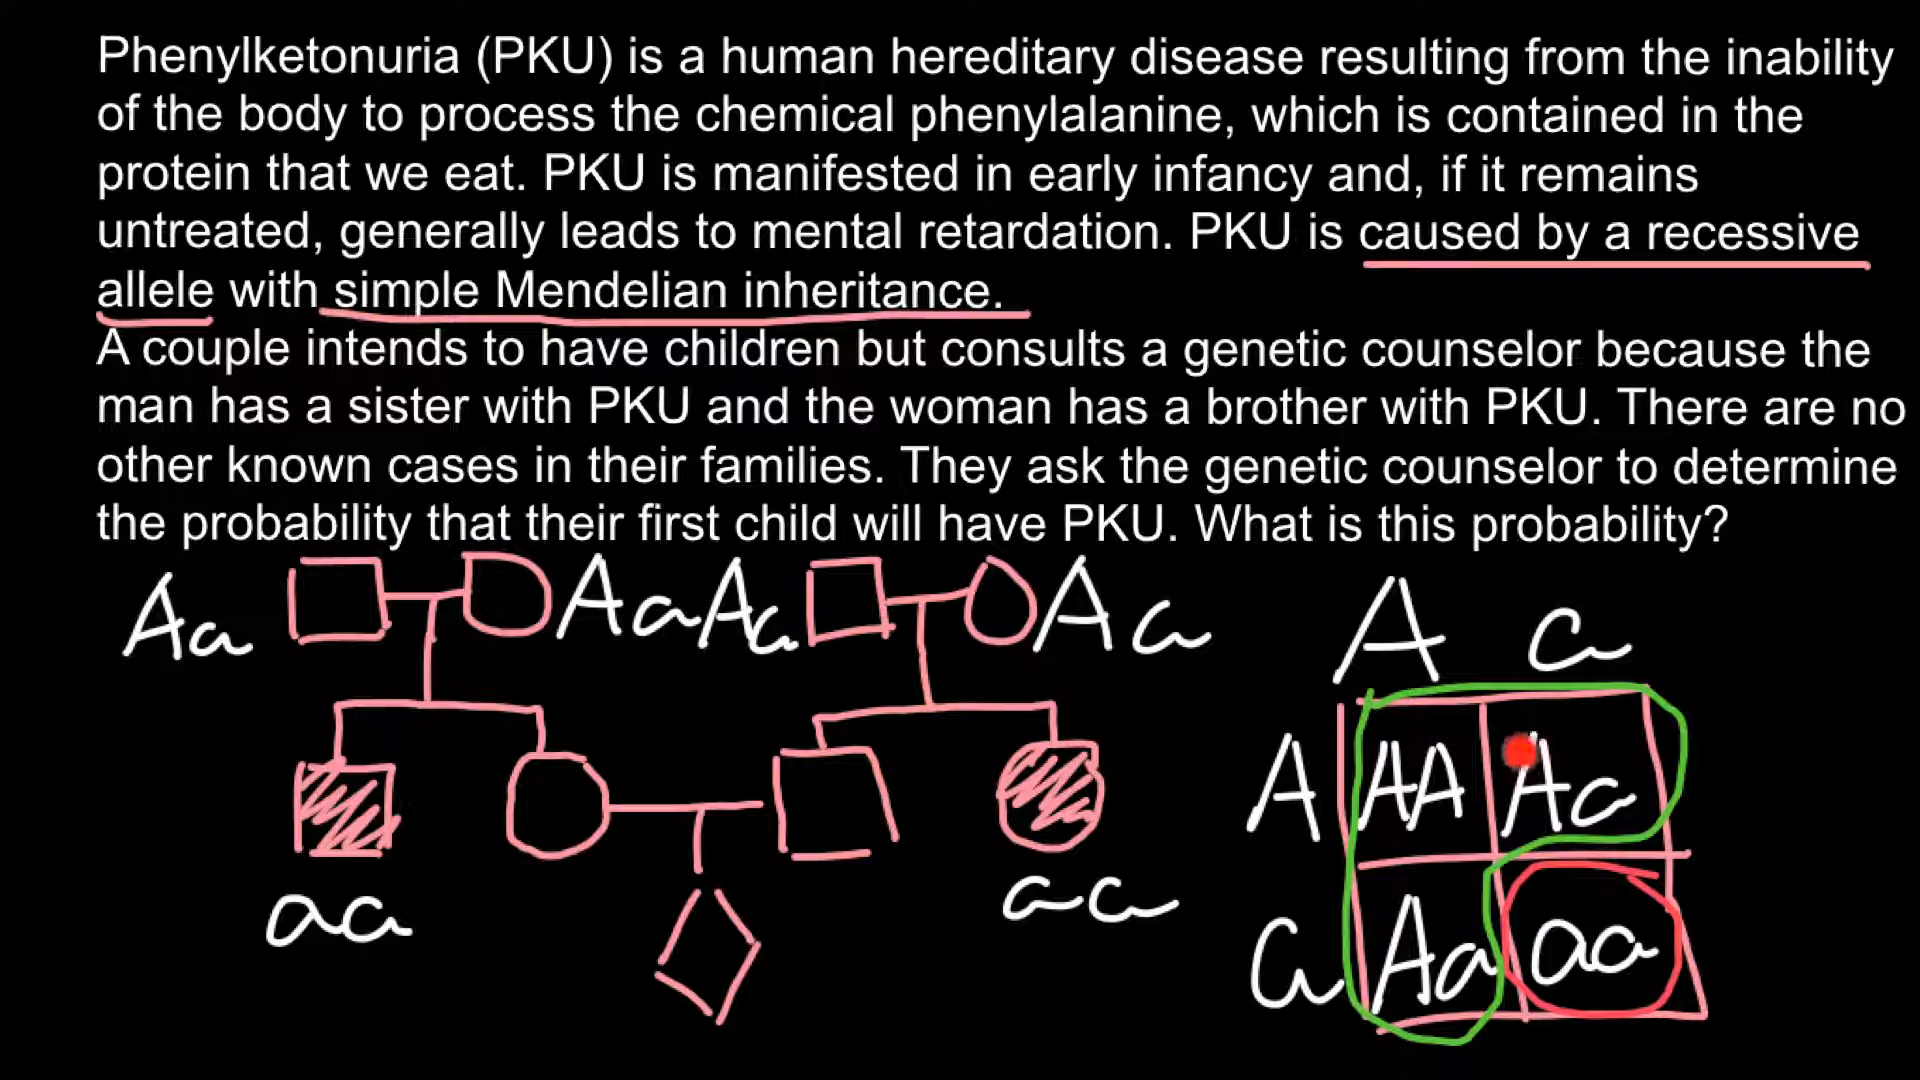 Phenylketonuria (PKU) is a human hereditary disease resulting from the inability
of the body to process the chemical phenylalanine, which is contained in the
protein that we eat. PKU is manifested in early infancy and, if it remains
untreated, generally leads to mental retardation. PKU is caused by a recessive
allele with simple Mendelian inheritance.
A couple intends to have children but consults a genetic counselor because the
man has a sister with PKU and the woman has a brother with PKU. There are no
other known cases in their families. They ask the genetic counselor to determine
the probability that their first child will have PKU. What is this probability?
Aa Aa Aa Aa
A a
A AA Aa
aa aa
a Aa aa